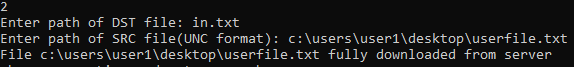 2
Enter path of DST file: in.txt
Enter path of SRC file(UNC format): c:\users\user1\desktop\userfile.txt
File c:\users\user1\desktop\userfile.txt fully downloaded from server